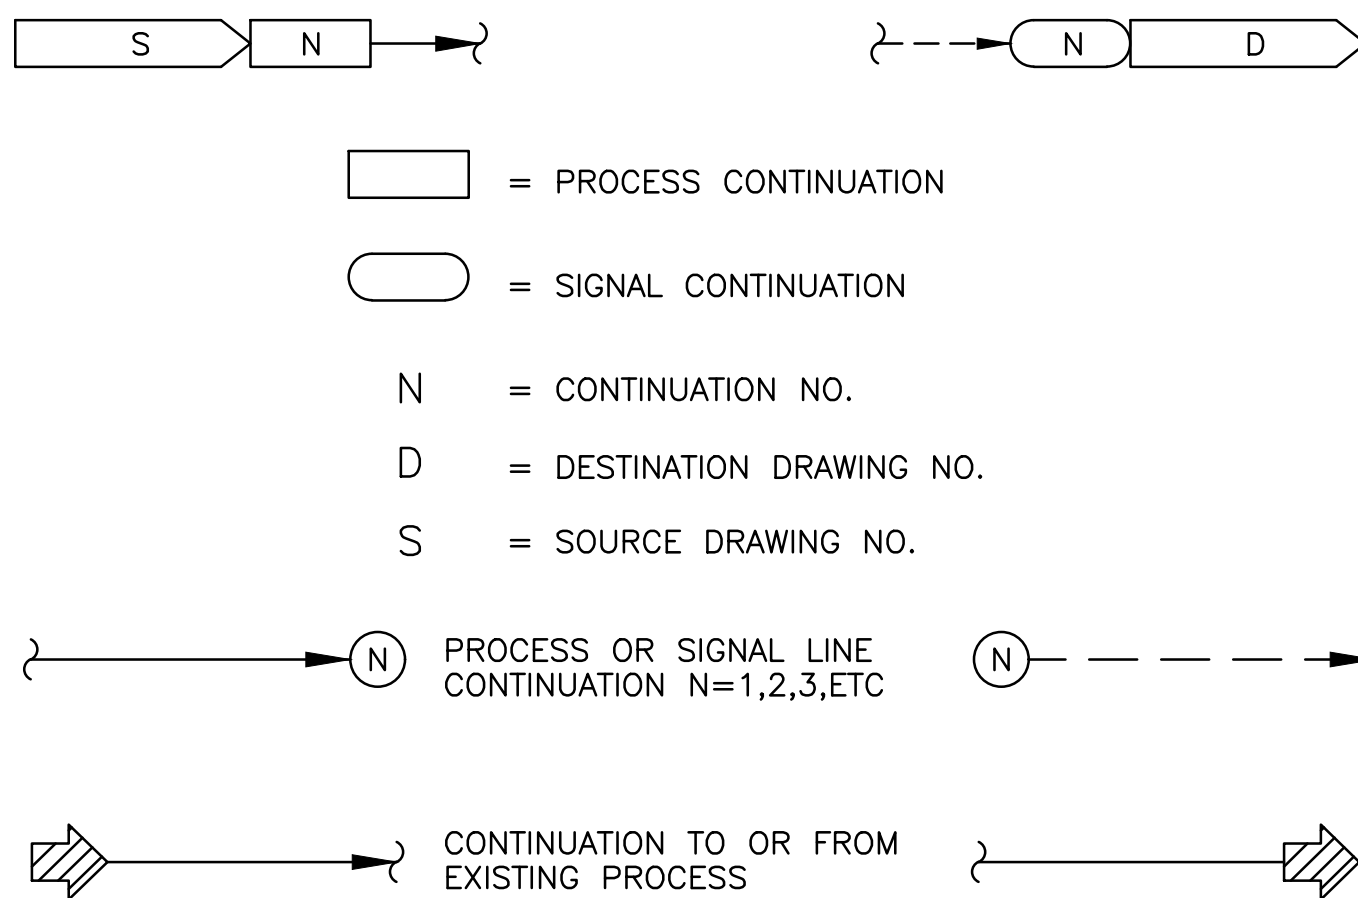 S N N D
= PROCESS CONTINUATION
= SIGNAL CONTINUATION
N = CONTINUATION NO.
D = DESTINATION DRAWING NO.
S = SOURCE DRAWING NO.
N PROCESS OR SIGNAL LINE N
CONTINUATION N=1,2,3,ETC
CONTINUATION TO OR FROM
EXISTING PROCESS